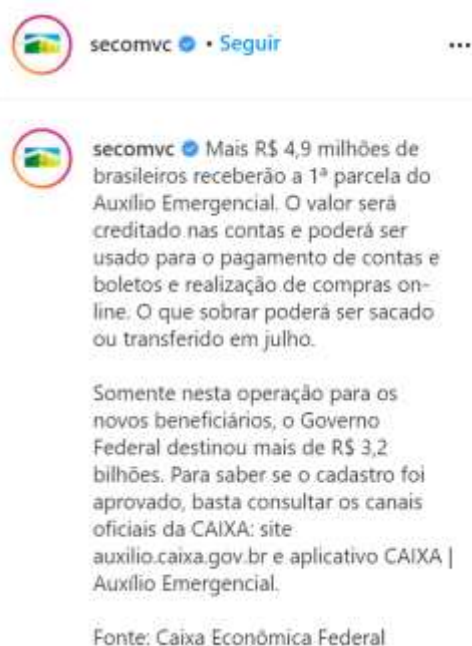 secomvc • Seguir
...
secomvc Mais R$ 4,9 milhões de
brasileiros receberão a 1ª parcela do
Auxílio Emergencial. O valor será
creditado nas contas e poderá ser
usado para o pagamento de contas e
boletos e realização de compras on-
line. O que sobrar poderá ser sacado
ou transferido em julho.
Somente nesta operação para os
novos beneficiários, o Governo
Federal destinou mais de R$ 3,2
bilhões. Para saber se o cadastro foi
aprovado, basta consultar os canais
oficiais da CAIXA: site
auxilio.caixa.gov.br e aplicativo CAIXA |
Auxílio Emergencial.
Fonte: Caixa Econômica Federal